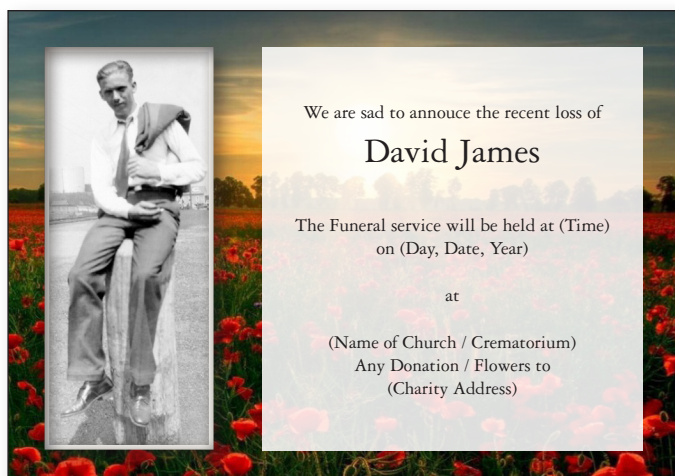 We are sad to annouce the recent loss of
David James
The Funeral service will be held at (Time)
on (Day, Date, Year)
at
(Name of Church / Crematorium)
Any Donation / Flowers to
(Charity Address)